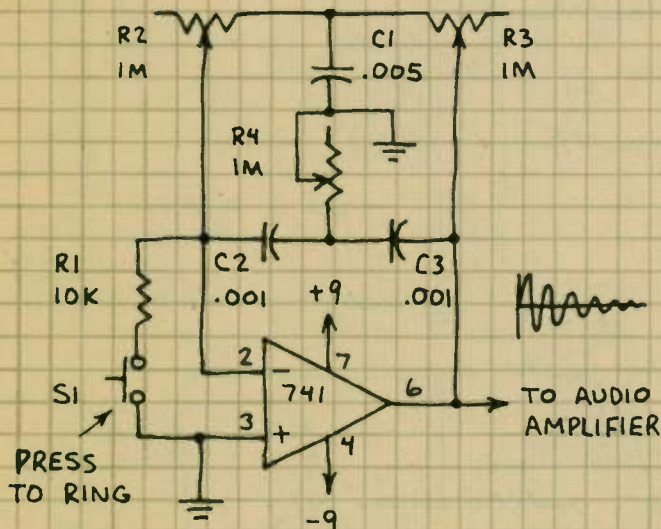 R2
1M
C1
.005
R3
1M
R4
1M
R1
10K
C2
.001
+9
C3
.001
2
-
7
741
6
3
+
4
S1
TO AUDIO
AMPLIFIER
PRESS
TO RING
-9